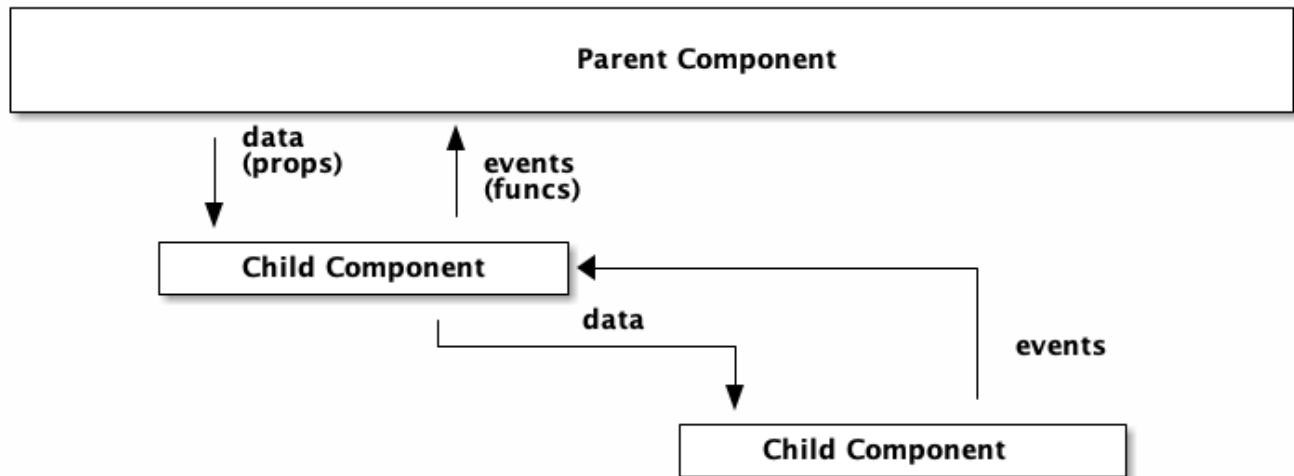 Parent Component
data
(props)
events
(funcs)
Child Component
data
events
Child Component